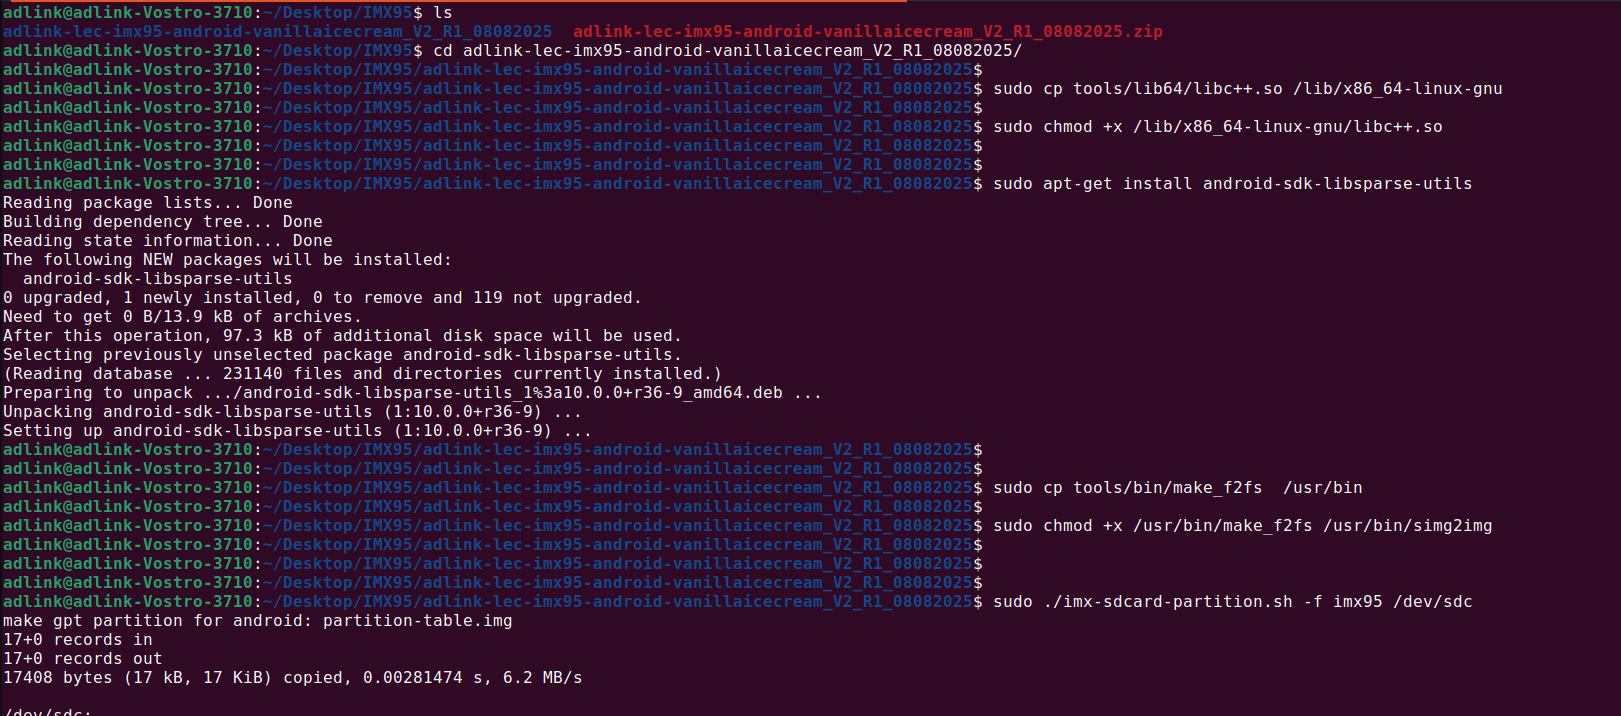 adlink@adlink-Vostro-3710:~/Desktop/IMX95$ ls
adlink-lec-imx95-android-vanillaicecream_V2_R1_08082025  adlink-lec-imx95-android-vanillaicecream_V2_R1_08082025.zip
adlink@adlink-Vostro-3710:~/Desktop/IMX95$ cd adlink-lec-imx95-android-vanillaicecream_V2_R1_08082025/
adlink@adlink-Vostro-3710:~/Desktop/IMX95/adlink-lec-imx95-android-vanillaicecream_V2_R1_08082025$
adlink@adlink-Vostro-3710:~/Desktop/IMX95/adlink-lec-imx95-android-vanillaicecream_V2_R1_08082025$ sudo cp tools/lib64/libc++.so /lib/x86_64-linux-gnu
adlink@adlink-Vostro-3710:~/Desktop/IMX95/adlink-lec-imx95-android-vanillaicecream_V2_R1_08082025$
adlink@adlink-Vostro-3710:~/Desktop/IMX95/adlink-lec-imx95-android-vanillaicecream_V2_R1_08082025$ sudo chmod +x /lib/x86_64-linux-gnu/libc++.so
adlink@adlink-Vostro-3710:~/Desktop/IMX95/adlink-lec-imx95-android-vanillaicecream_V2_R1_08082025$
adlink@adlink-Vostro-3710:~/Desktop/IMX95/adlink-lec-imx95-android-vanillaicecream_V2_R1_08082025$
adlink@adlink-Vostro-3710:~/Desktop/IMX95/adlink-lec-imx95-android-vanillaicecream_V2_R1_08082025$ sudo apt-get install android-sdk-libsparse-utils
Reading package lists... Done
Building dependency tree... Done
Reading state information... Done
The following NEW packages will be installed:
  android-sdk-libsparse-utils
0 upgraded, 1 newly installed, 0 to remove and 119 not upgraded.
Need to get 0 B/13.9 kB of archives.
After this operation, 97.3 kB of additional disk space will be used.
Selecting previously unselected package android-sdk-libsparse-utils.
(Reading database ... 231140 files and directories currently installed.)
Preparing to unpack .../android-sdk-libsparse-utils_1%3a10.0.0+r36-9_amd64.deb ...
Unpacking android-sdk-libsparse-utils (1:10.0.0+r36-9) ...
Setting up android-sdk-libsparse-utils (1:10.0.0+r36-9) ...
adlink@adlink-Vostro-3710:~/Desktop/IMX95/adlink-lec-imx95-android-vanillaicecream_V2_R1_08082025$
adlink@adlink-Vostro-3710:~/Desktop/IMX95/adlink-lec-imx95-android-vanillaicecream_V2_R1_08082025$
adlink@adlink-Vostro-3710:~/Desktop/IMX95/adlink-lec-imx95-android-vanillaicecream_V2_R1_08082025$ sudo cp tools/bin/make_f2fs  /usr/bin
adlink@adlink-Vostro-3710:~/Desktop/IMX95/adlink-lec-imx95-android-vanillaicecream_V2_R1_08082025$
adlink@adlink-Vostro-3710:~/Desktop/IMX95/adlink-lec-imx95-android-vanillaicecream_V2_R1_08082025$ sudo chmod +x /usr/bin/make_f2fs /usr/bin/simg2img
adlink@adlink-Vostro-3710:~/Desktop/IMX95/adlink-lec-imx95-android-vanillaicecream_V2_R1_08082025$
adlink@adlink-Vostro-3710:~/Desktop/IMX95/adlink-lec-imx95-android-vanillaicecream_V2_R1_08082025$
adlink@adlink-Vostro-3710:~/Desktop/IMX95/adlink-lec-imx95-android-vanillaicecream_V2_R1_08082025$
adlink@adlink-Vostro-3710:~/Desktop/IMX95/adlink-lec-imx95-android-vanillaicecream_V2_R1_08082025$ sudo ./imx-sdcard-partition.sh -f imx95 /dev/sdc
make gpt partition for android: partition-table.img
17+0 records in
17+0 records out
17408 bytes (17 kB, 17 KiB) copied, 0.00281474 s, 6.2 MB/s
/dev/sdc: